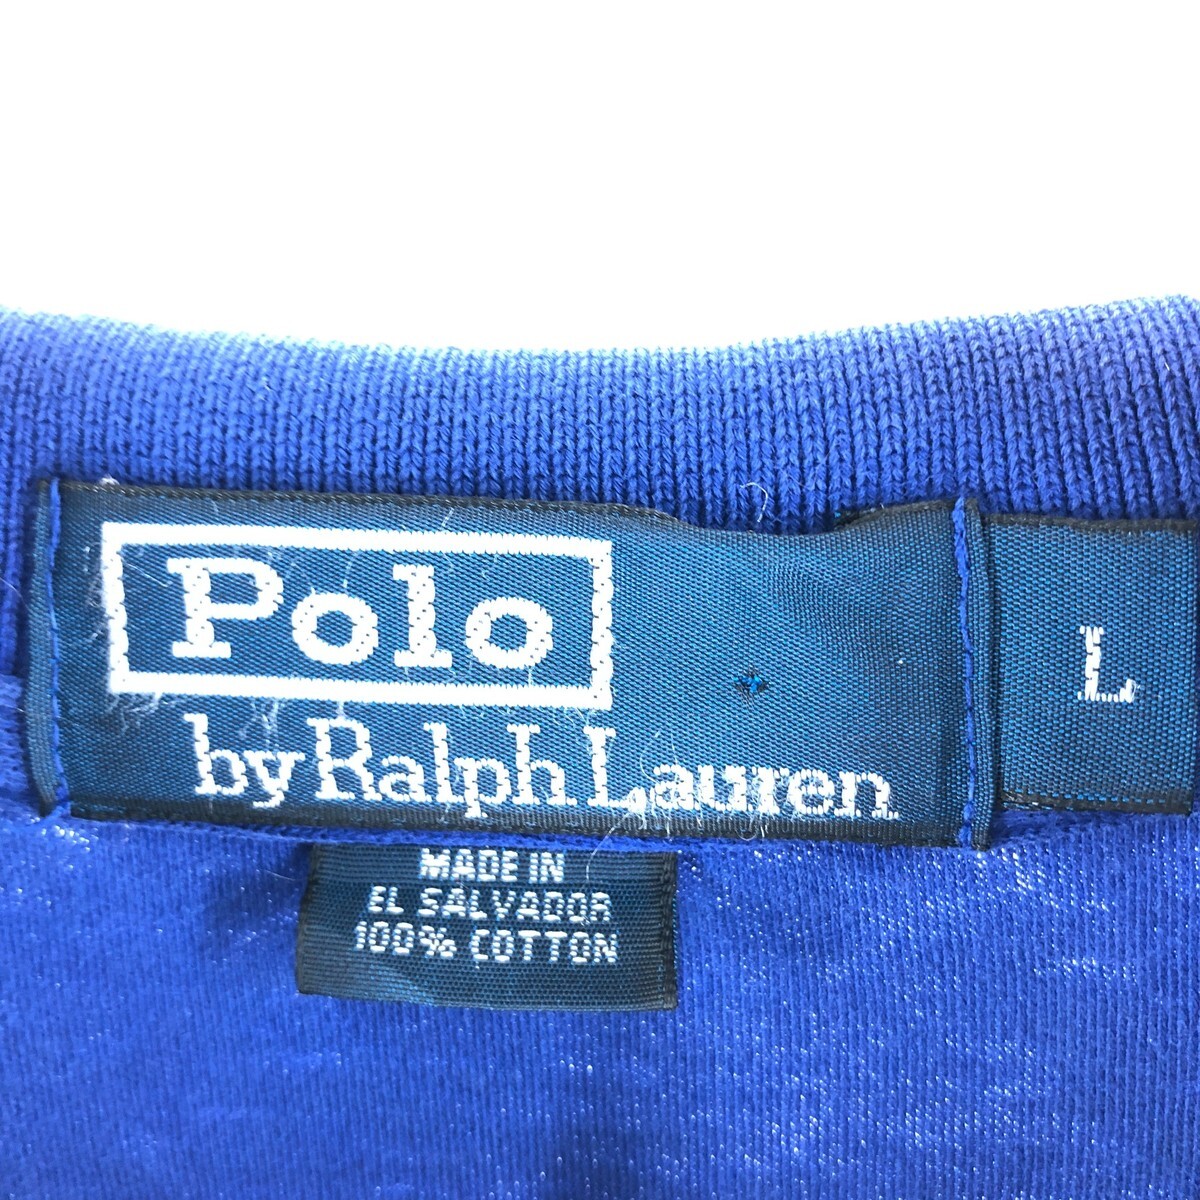 Polo
by Ralph Lauren
L
MADE IN
EL SALVADOR
100% COTTON